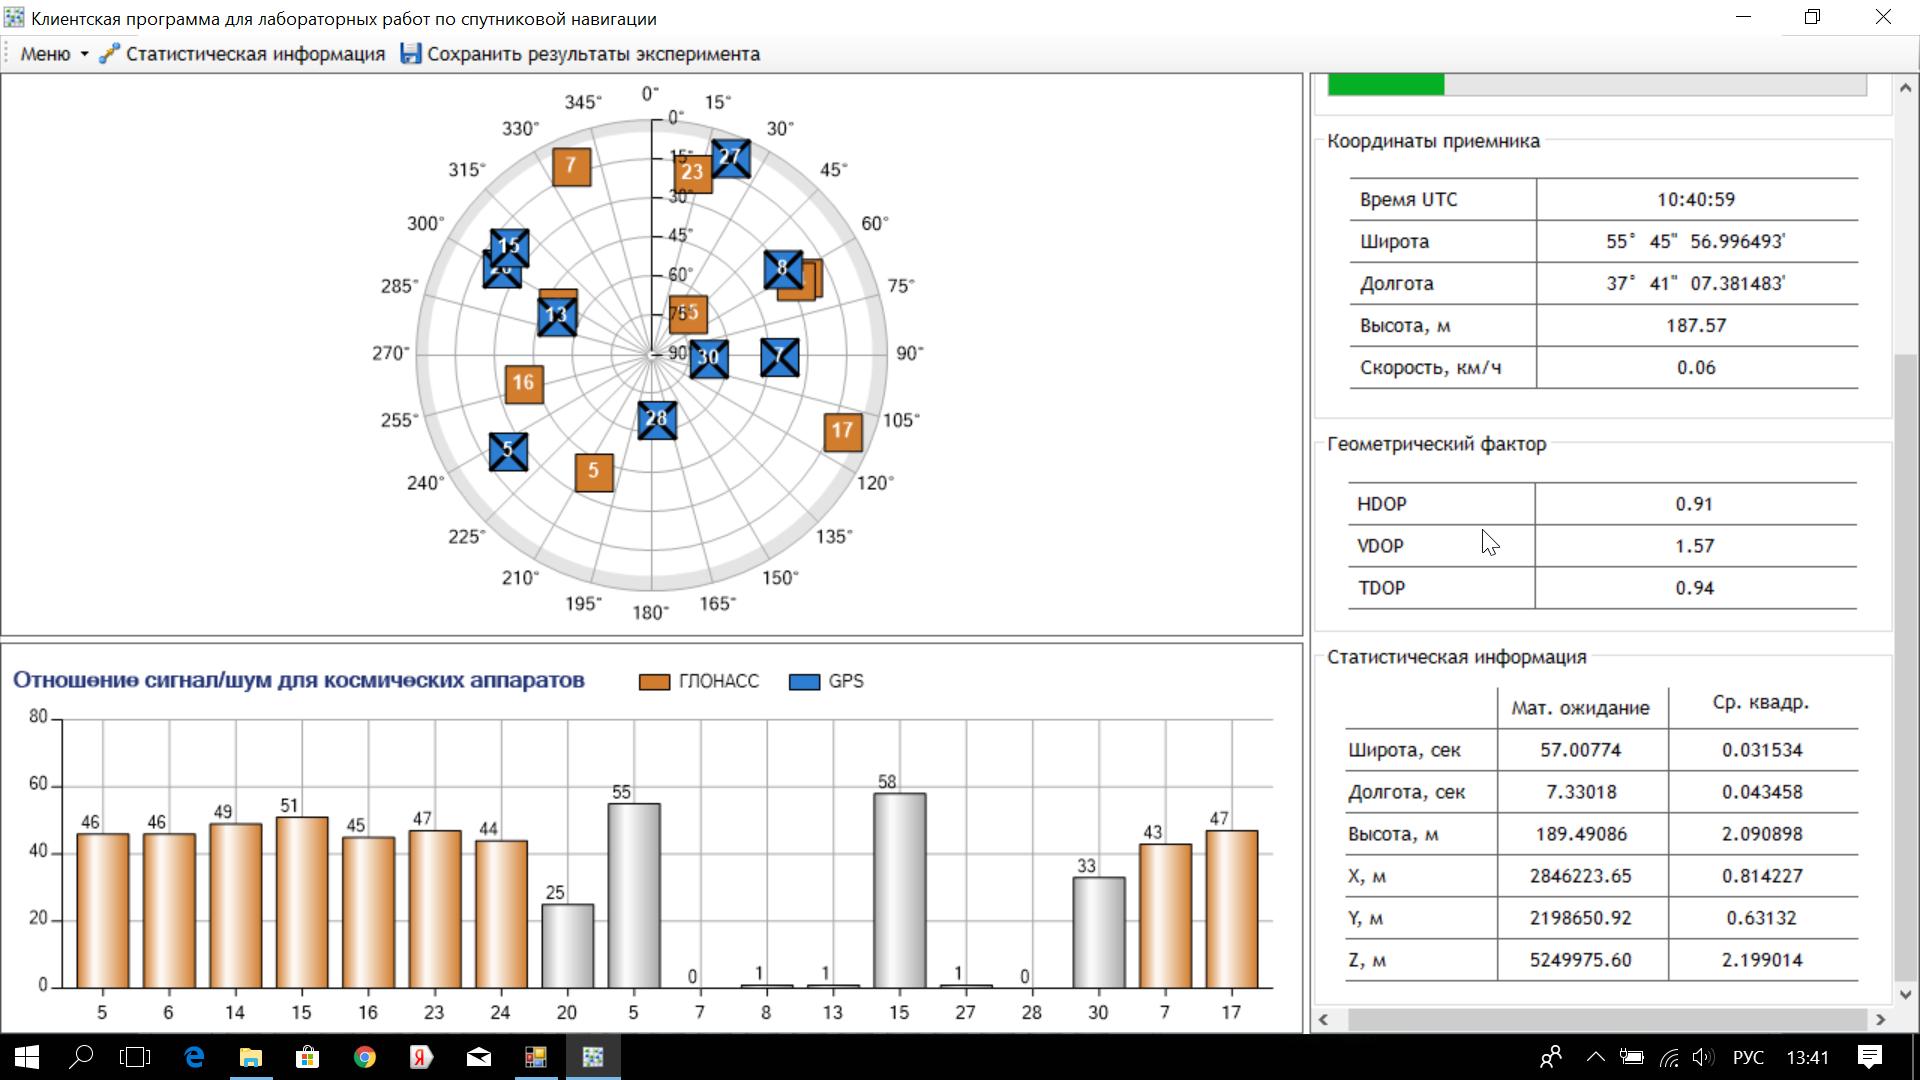 Клиентская программа для лабораторных работ по спутниковой навигации
Меню Статистическая информация Сохранить результаты эксперимента
0° 15° 30° 45° 60° 75° 90° 105° 120° 135° 150° 165° 180° 195° 210° 225° 240° 255° 270° 285° 300° 315° 330° 345°
0° 15° 30° 45° 60° 75° 90°
7
23
27
15
8
13
30
7
16
28
17
5
5
Координаты приемника
Время UTC 10:40:59
Широта 55° 45" 56.996493'
Долгота 37° 41" 07.381483'
Высота, м 187.57
Скорость, км/ч 0.06
Геометрический фактор
HDOP 0.91
VDOP 1.57
TDOP 0.94
Статистическая информация
Мат. ожидание Ср. квадр.
Широта, сек 57.00774 0.031534
Долгота, сек 7.33018 0.043458
Высота, м 189.49086 2.090898
X, м 2846223.65 0.814227
Y, м 2198650.92 0.63132
Z, м 5249975.60 2.199014
Отношение сигнал/шум для космических аппаратов ГЛОНАСС GPS
80
60
40
20
0
46 46 49 51 45 47 44 25 55 0 1 1 58 1 0 33 43 47
5 6 14 15 16 23 24 20 5 7 8 13 15 27 28 30 7 17
РУС 13:41